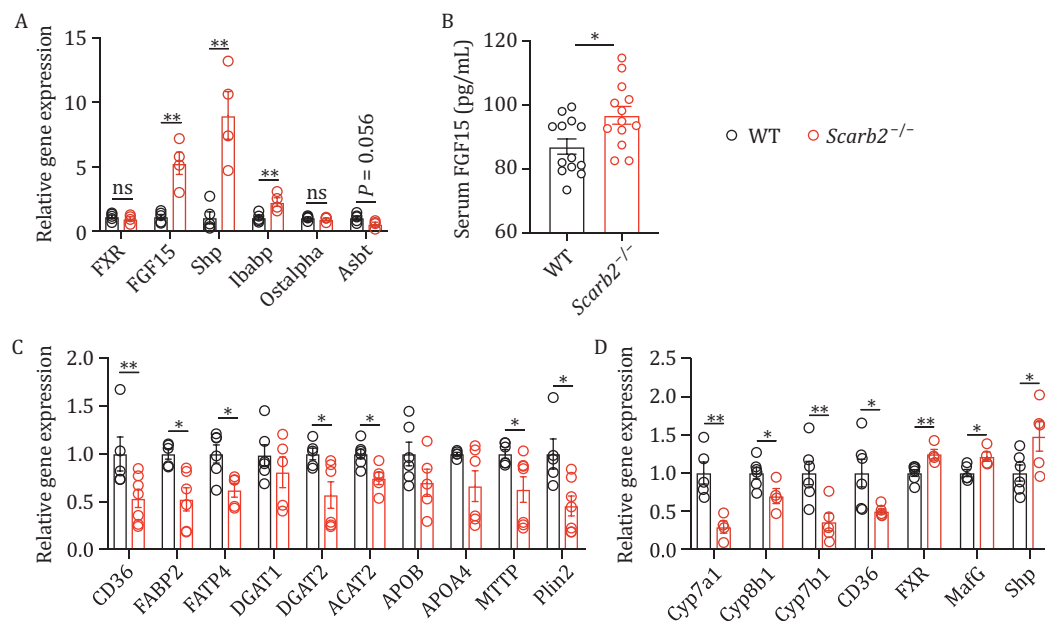 A
Relative gene expression
15
10
5
0
ns
**
**
**
ns
P = 0.056
FXR
FGF15
Shp
Ibabp
Ostalpha
Asbt
B
Serum FGF15 (pg/mL)
120
100
80
60
*
WT
Scarb2⁻/⁻
WT
Scarb2⁻/⁻
C
Relative gene expression
2.0
1.5
1.0
0.5
0.0
**
*
*
*
*
*
*
CD36
FABP2
FATP4
DGAT1
DGAT2
ACAT2
APOB
APOA4
MTTP
Plin2
D
Relative gene expression
2.5
2.0
1.5
1.0
0.5
0.0
**
*
**
*
**
*
*
Cyp7a1
Cyp8b1
Cyp7b1
CD36
FXR
MafG
Shp